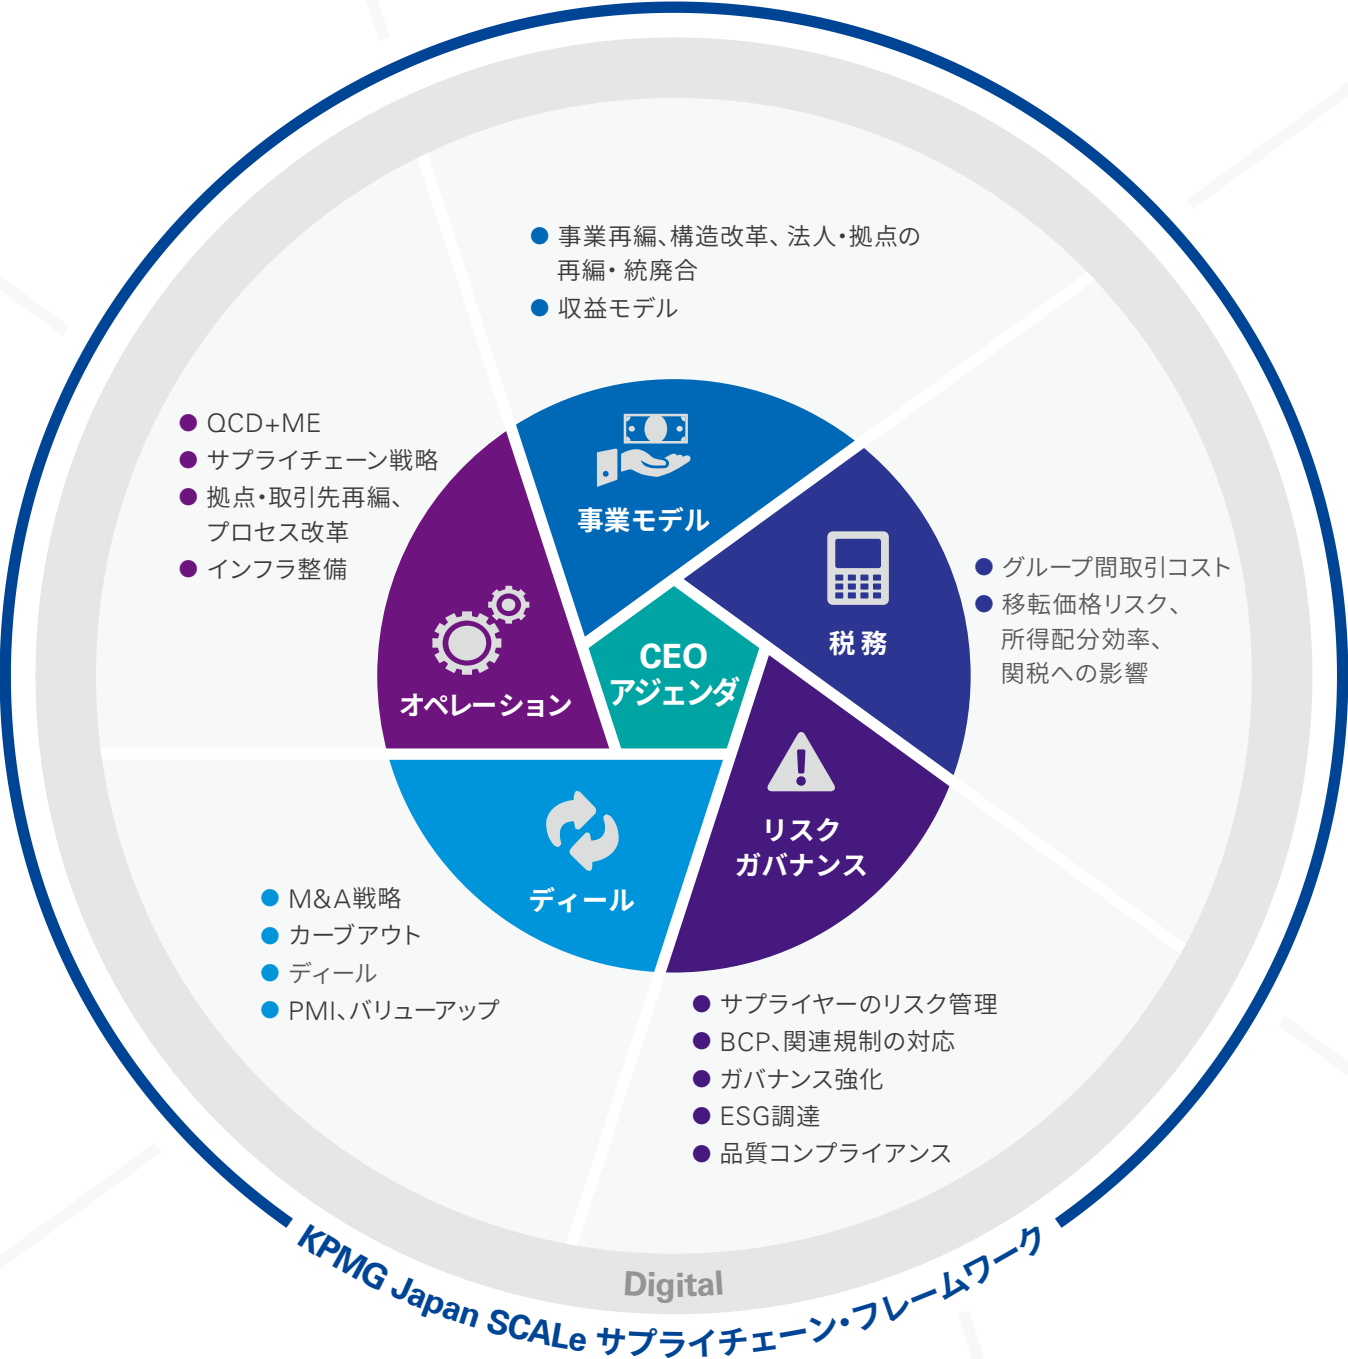 ● 事業再編、構造改革、法人・拠点の
再編・統廃合
● 収益モデル
事業モデル
● QCD+ME
● サプライチェーン戦略
● 拠点・取引先再編、
プロセス改革
● インフラ整備
オペレーション
税務
● グループ間取引コスト
● 移転価格リスク、
所得配分効率、
関税への影響
CEO
アジェンダ
リスク
ガバナンス
ディール
● M&A戦略
● カーブアウト
● ディール
● PMI、バリューアップ
● サプライヤーのリスク管理
● BCP、関連規制の対応
● ガバナンス強化
● ESG調達
● 品質コンプライアンス
Digital
KPMG Japan SCALe サプライチェーン・フレームワーク